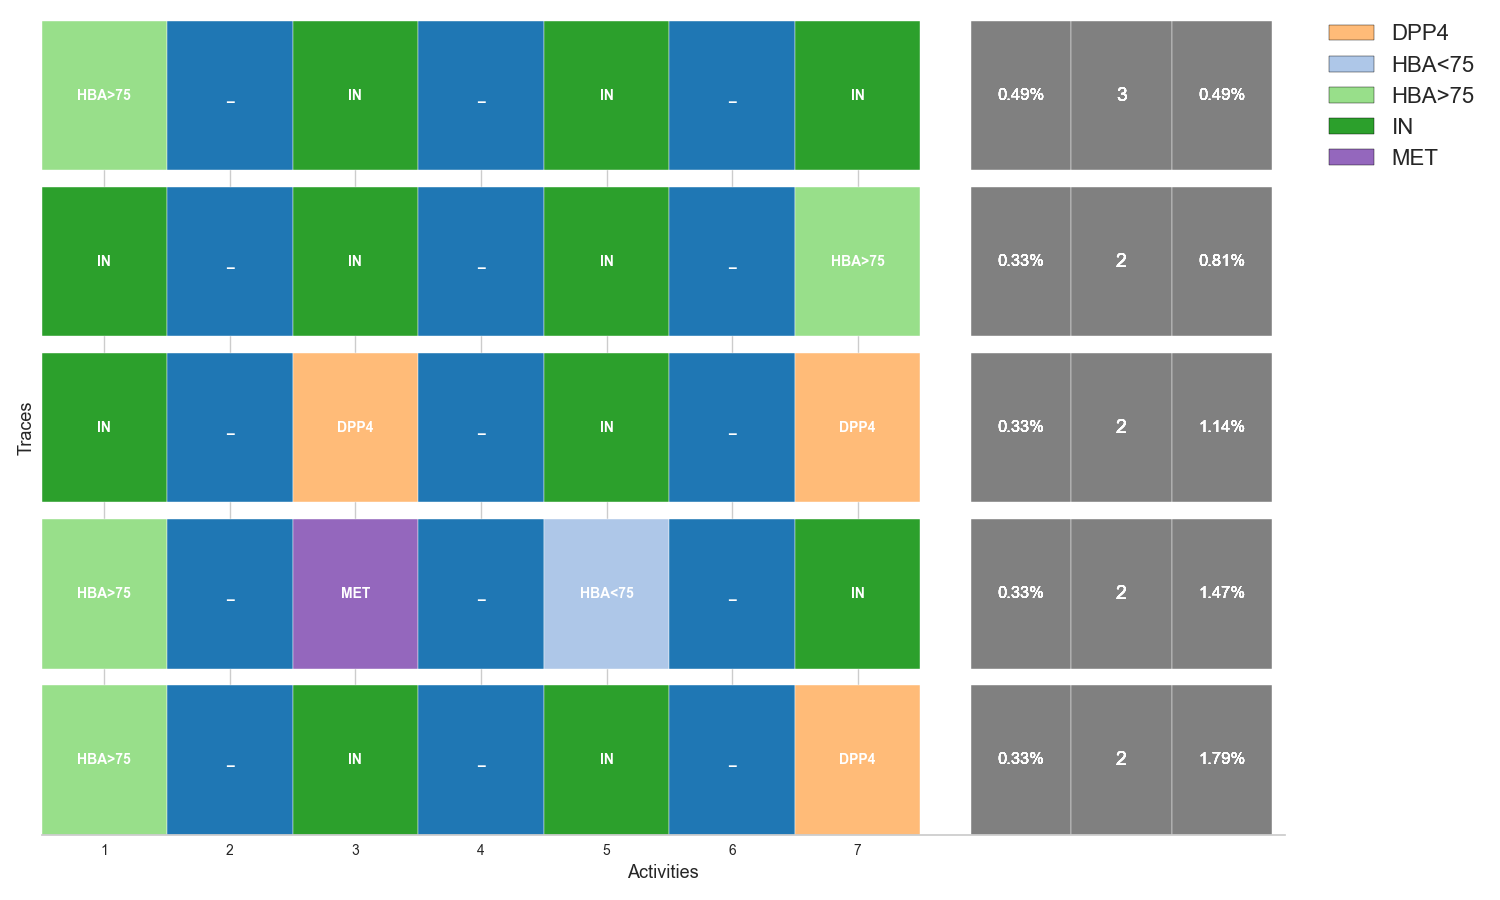 HBA>75 _ IN _ IN _ IN 0.49% 3 0.49%
IN _ IN _ IN _ HBA>75 0.33% 2 0.81%
IN _ DPP4 _ IN _ DPP4 0.33% 2 1.14%
HBA>75 _ MET _ HBA<75 _ IN 0.33% 2 1.47%
HBA>75 _ IN _ IN _ DPP4 0.33% 2 1.79%
1 2 3 4 5 6 7
Activities
Traces
DPP4
HBA<75
HBA>75
IN
MET